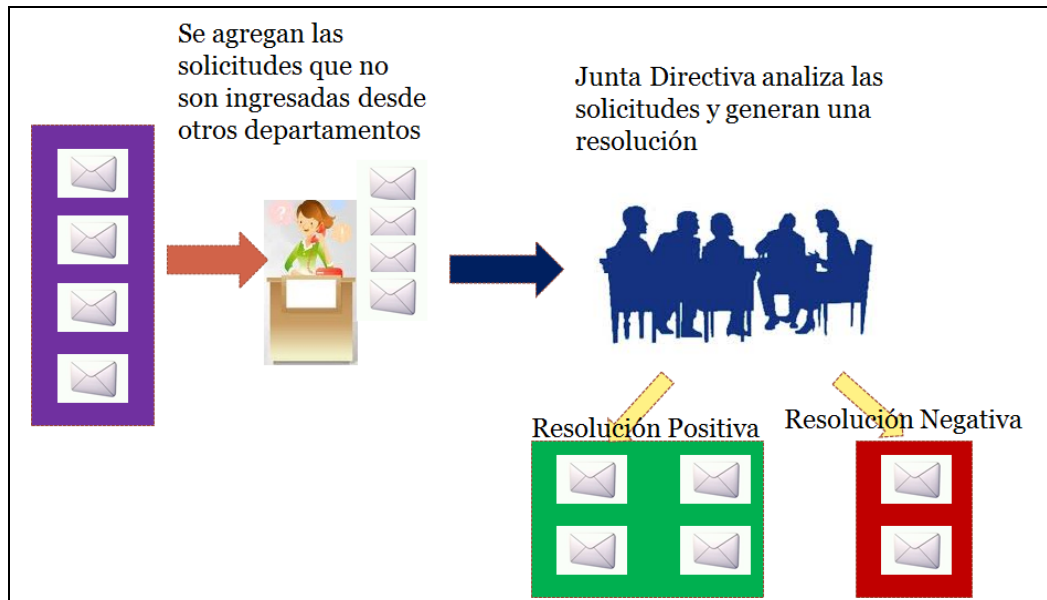 Se agregan las
solicitudes que no
son ingresadas desde
otros departamentos
Junta Directiva analiza las
solicitudes y generan una
resolución
Resolución Positiva
Resolución Negativa